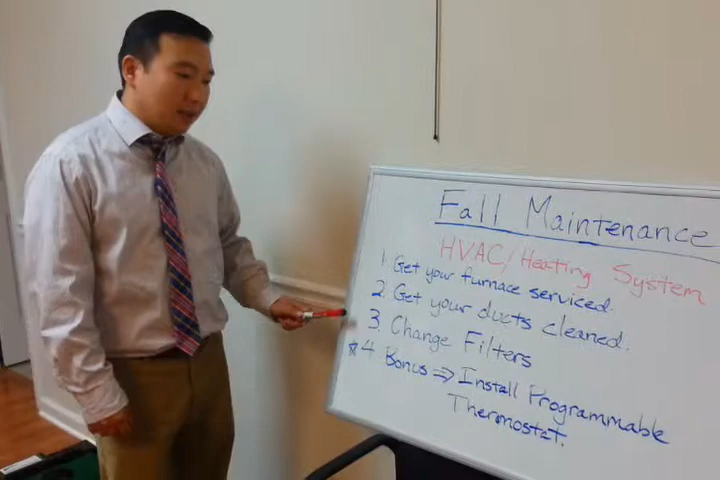 Fall Maintenance
HVAC/Heating System
1. Get your furnace serviced.
2. Get your ducts cleaned.
3. Change Filters
☆ 4 Bonus ⇒ Install Programmable
Thermostat.